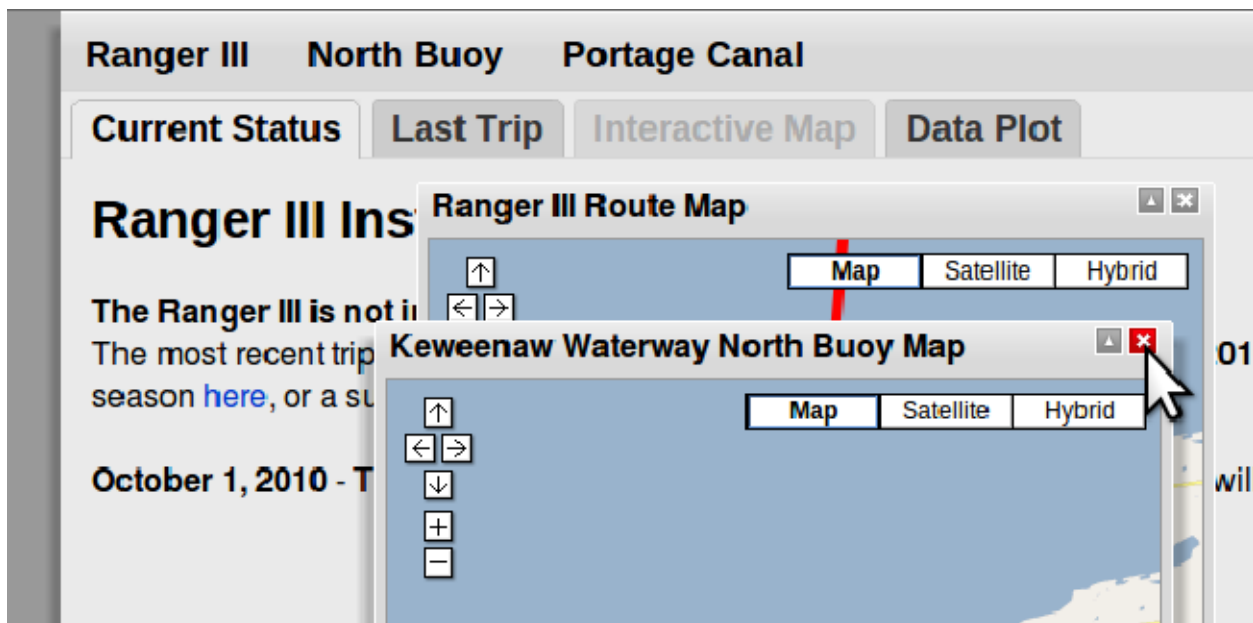 Ranger III North Buoy Portage Canal
Current Status Last Trip Interactive Map Data Plot
Ranger III Ins
Ranger III Route Map
Map Satellite Hybrid
The Ranger III is not i
Keweenaw Waterway North Buoy Map
The most recent trip
01
season here, or a su
Map Satellite Hybrid
October 1, 2010 - T
wil